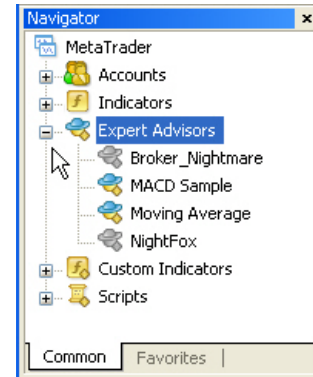 Navigator
MetaTrader
Accounts
Indicators
Expert Advisors
Broker_Nightmare
MACD Sample
Moving Average
NightFox
Custom Indicators
Scripts
Common Favorites